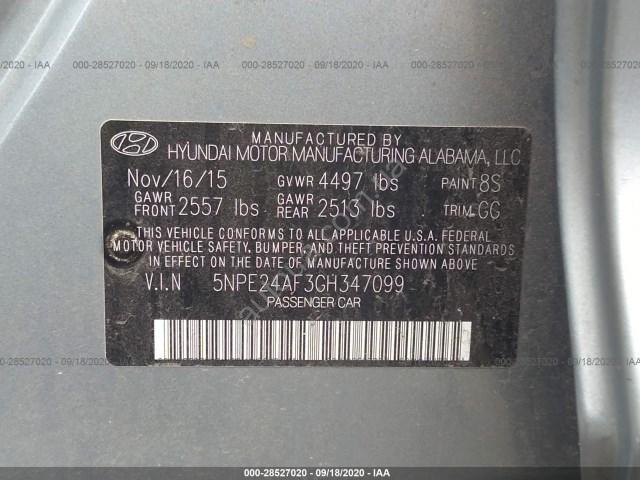 000-28527020 - 09/18/2020 - IAA
MANUFACTURED BY
HYUNDAI MOTOR MANUFACTURING ALABAMA, LLC
Nov/16/15 GVWR 4497 lbs PAINT 8S
GAWR FRONT 2557 lbs GAWR REAR 2513 lbs TRIM GG
THIS VEHICLE CONFORMS TO ALL APPLICABLE U.S.FEDERAL
MOTOR VEHICLE SAFETY, BUMPER, AND THEFT PREVENTION STANDARDS
IN EFFECT ON THE DATE OF MANUFACTURE SHOWN ABOVE
V.I.N 5NPE24AF3GH347099
PASSENGER CAR
000-28527020 - 09/18/2020 - IAA